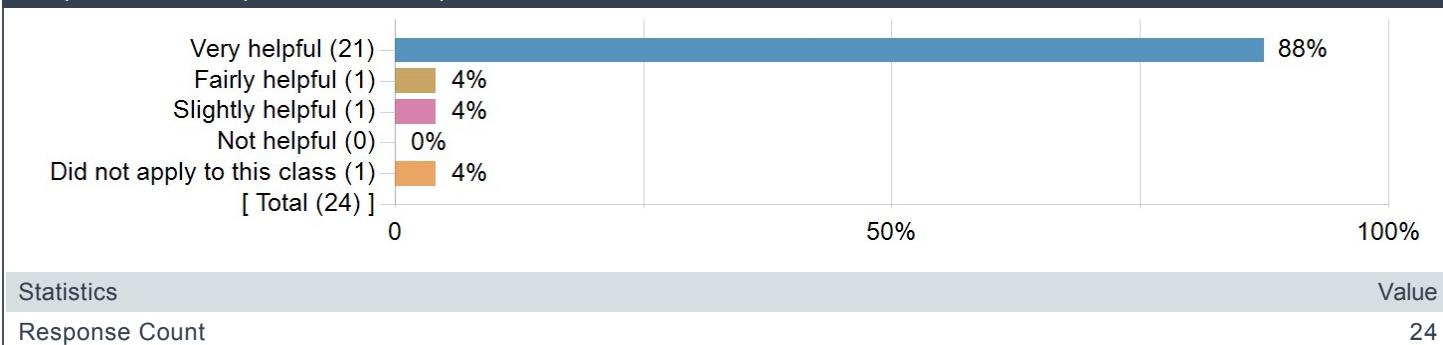 Very helpful (21) 88%
Fairly helpful (1) 4%
Slightly helpful (1) 4%
Not helpful (0) 0%
Did not apply to this class (1) 4%
[ Total (24) ]
0 50% 100%
Statistics Value
Response Count 24